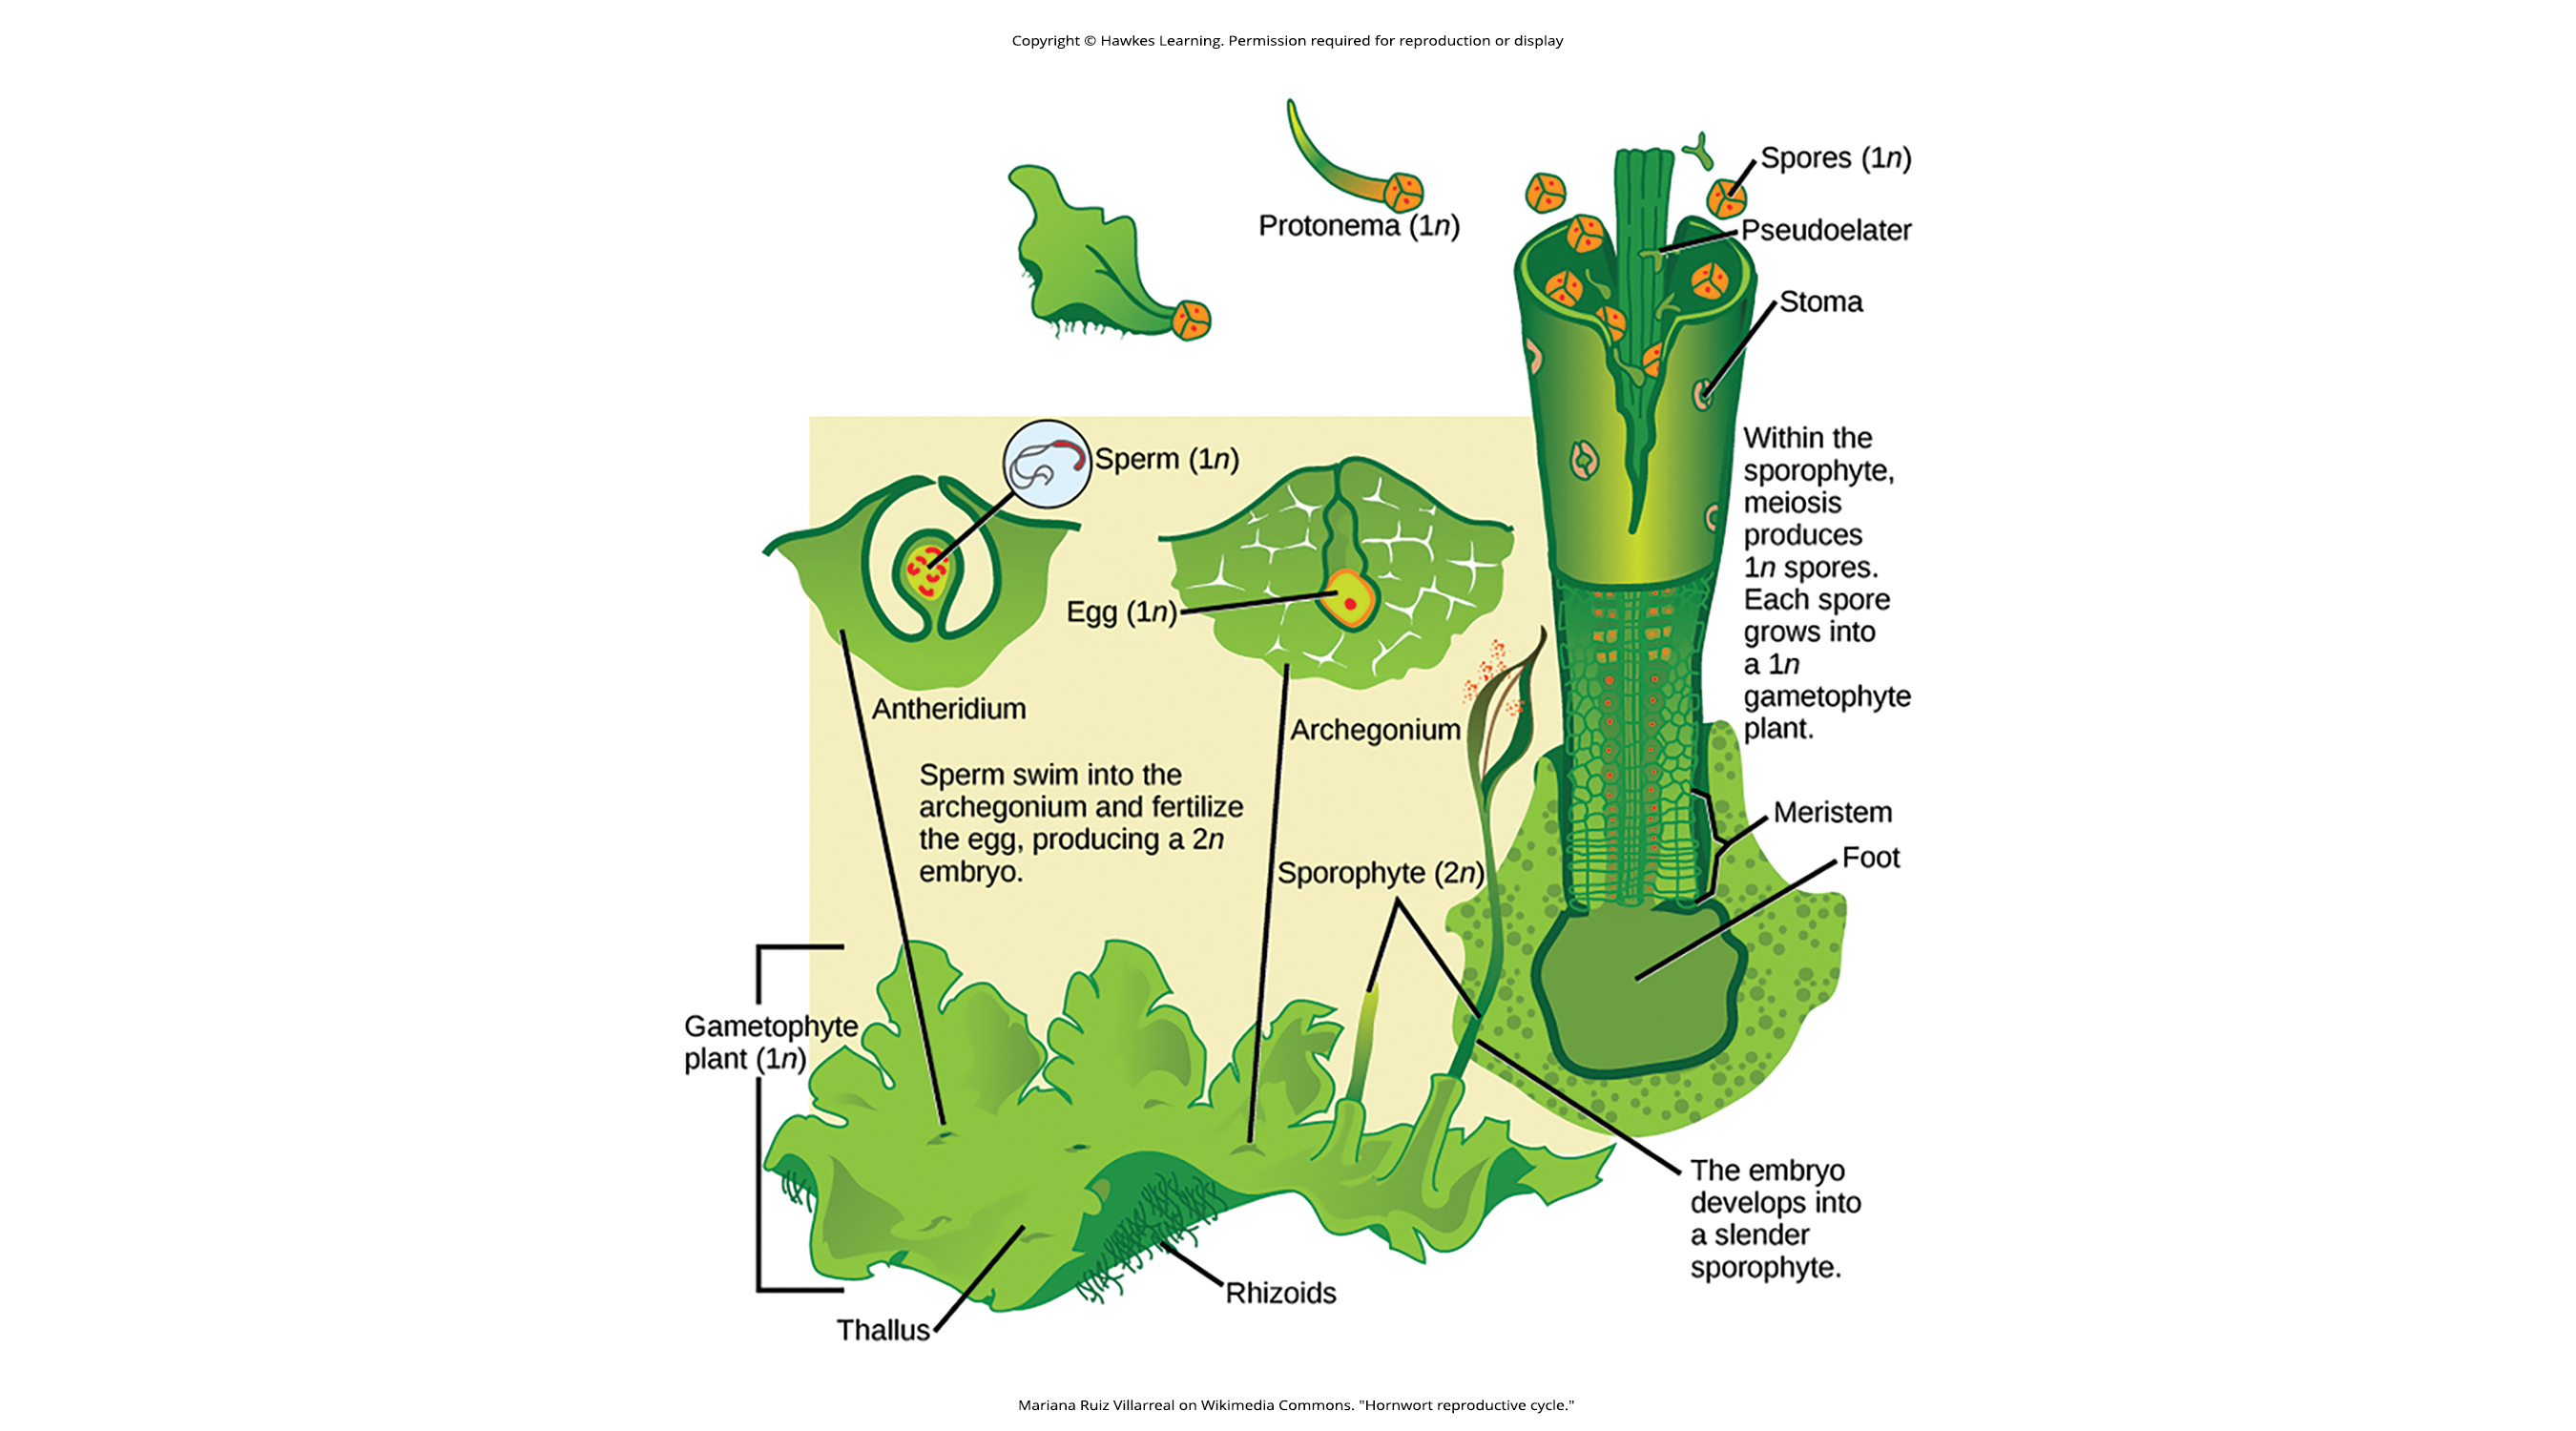 Copyright © Hawkes Learning. Permission required for reproduction or display
Spores (1n)
Protonema (1n)
Pseudoelater
Stoma
Within the
sporophyte,
meiosis
produces
1n spores.
Each spore
grows into
a 1n
gametophyte
plant.
Sperm (1n)
Egg (1n)
Antheridium
Archegonium
Sperm swim into the
archegonium and fertilize
the egg, producing a 2n
embryo.
Meristem
Foot
Sporophyte (2n)
Gametophyte
plant (1n)
The embryo
develops into
a slender
sporophyte.
Rhizoids
Thallus
Mariana Ruiz Villarreal on Wikimedia Commons. "Hornwort reproductive cycle."